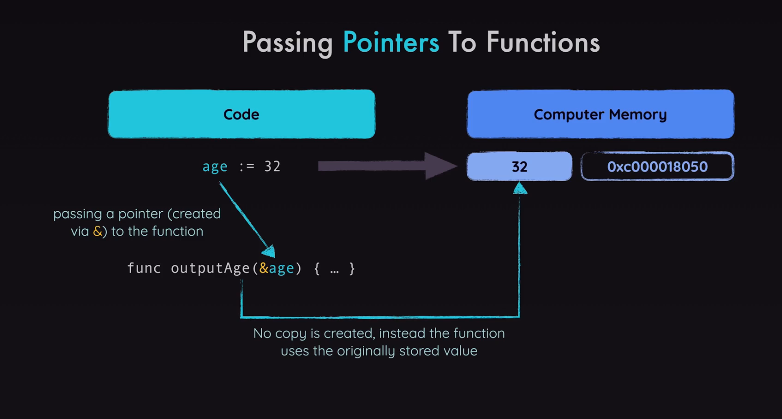 Passing Pointers To Functions
Code
Computer Memory
age := 32
32
0xc000018050
passing a pointer (created
via &) to the function
func outputAge(&age) { … }
No copy is created, instead the function
uses the originally stored value